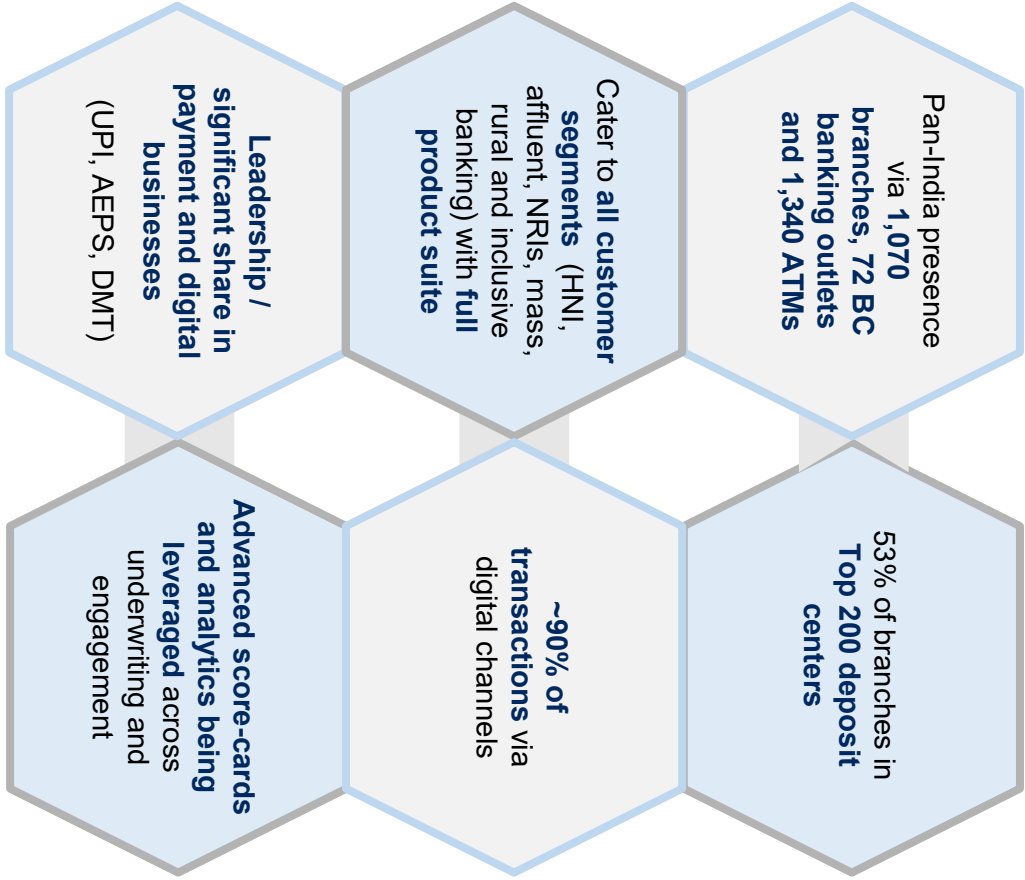 Pan-India presence
via 1,070
branches, 72 BC
banking outlets
and 1,340 ATMs
53% of branches in
Top 200 deposit
centers
Cater to all customer
segments (HNI,
affluent, NRIs, mass,
rural and inclusive
banking) with full
product suite
~90% of
transactions via
digital channels
Leadership /
significant share in
payment and digital
businesses
(UPI, AEPS, DMT)
Advanced score-cards
and analytics being
leveraged across
underwriting and
engagement